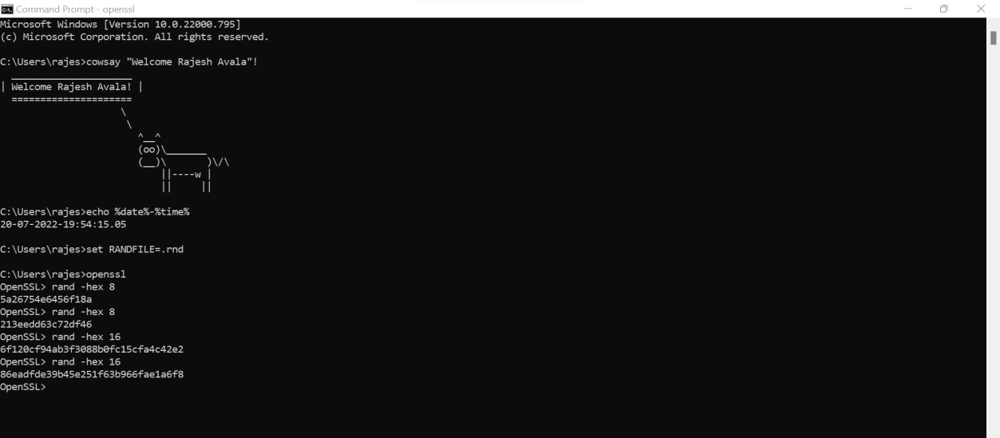 Command Prompt - openssl
Microsoft Windows [Version 10.0.22000.795]
(c) Microsoft Corporation. All rights reserved.
C:\Users\rajes>cowsay "Welcome Rajesh Avala"!
  _____________________
| Welcome Rajesh Avala! |
  =====================
                     \
                      \
                        ^__^
                        (oo)\_______
                        (__)\       )\/\
                            ||----w |
                            ||     ||
C:\Users\rajes>echo %date%-%time%
20-07-2022-19:54:15.05
C:\Users\rajes>set RANDFILE=.rnd
C:\Users\rajes>openssl
OpenSSL> rand -hex 8
5a26754e6456f18a
OpenSSL> rand -hex 8
213eedd63c72df46
OpenSSL> rand -hex 16
6f120cf94ab3f3088b0fc15cfa4c42e2
OpenSSL> rand -hex 16
86eadfde39b45e251f63b966fae1a6f8
OpenSSL>